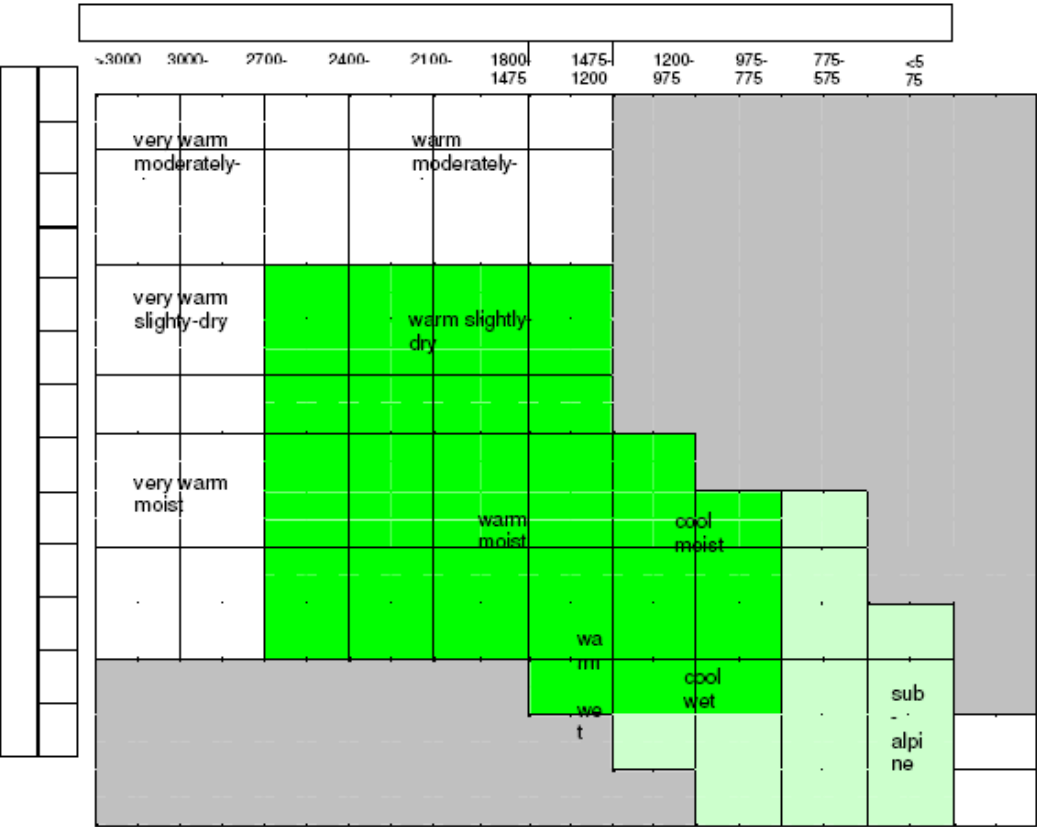 >3000 3000- 2700- 2400- 2100- 1800- 1475- 1200- 975- 775- <5
1475 1200 975 775 575 75
very warm
moderately-
warm
moderately-
very warm
slighty-dry
warm slightly-
dry
very warm
moist
warm
moist
cool
moist
wa
rm
we
t
cool
wet
sub
-
alpi
ne